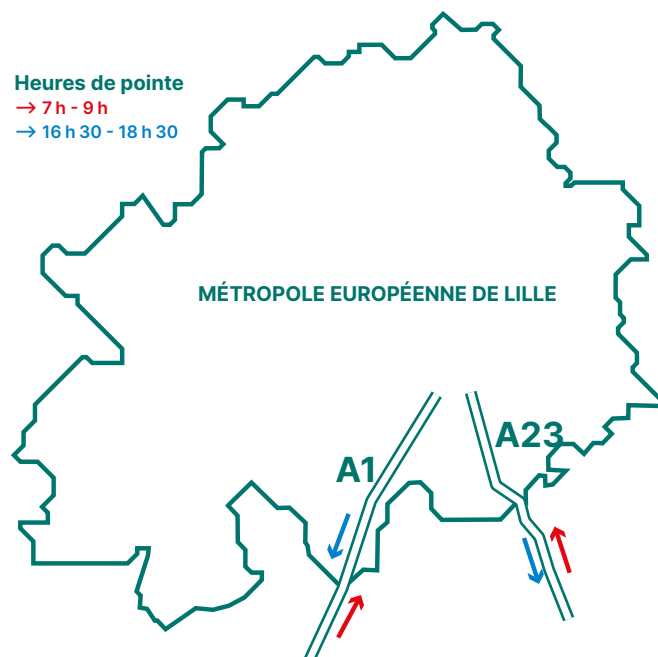 Heures de pointe
→ 7 h - 9 h
→ 16 h 30 - 18 h 30
MÉTROPOLE EUROPÉENNE DE LILLE
A23
A1